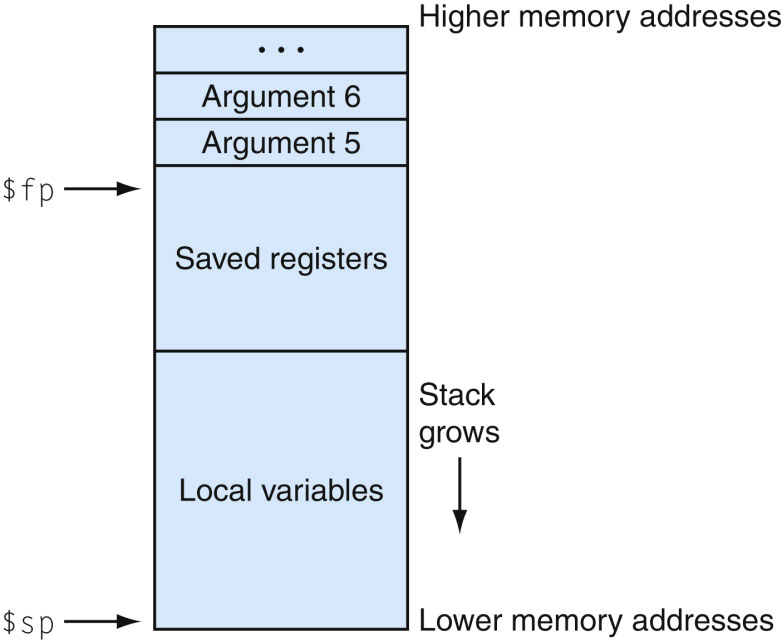 Higher memory addresses
• • •
Argument 6
Argument 5
$fp
Saved registers
Stack
grows
Local variables
$sp
Lower memory addresses